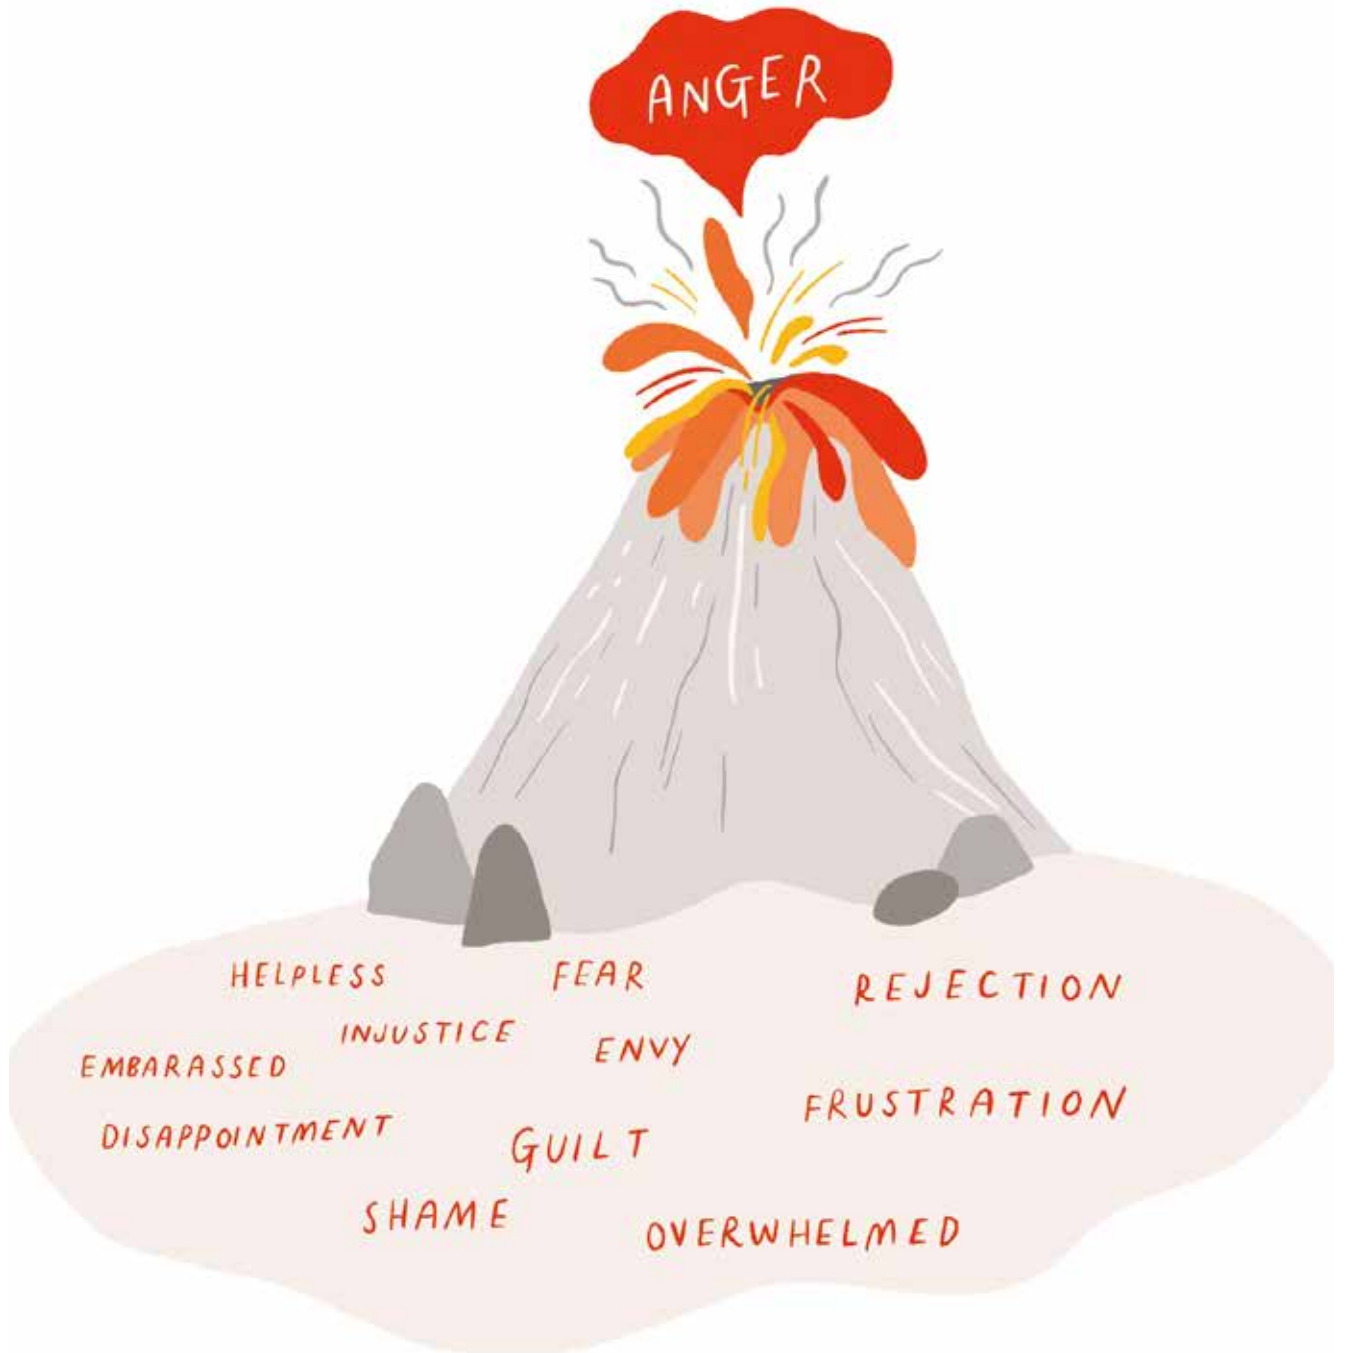 ANGER
HELPLESS
FEAR
REJECTION
INJUSTICE
ENVY
EMBARASSED
FRUSTRATION
DISAPPOINTMENT
GUILT
SHAME
OVERWHELMED